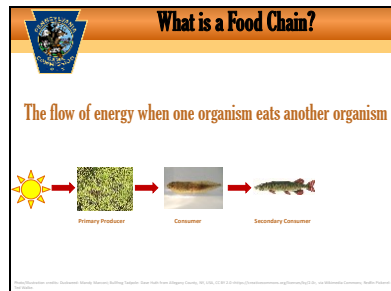 What is a Food Chain?
The flow of energy when one organism eats another organism
Primary Producer
Consumer
Secondary Consumer